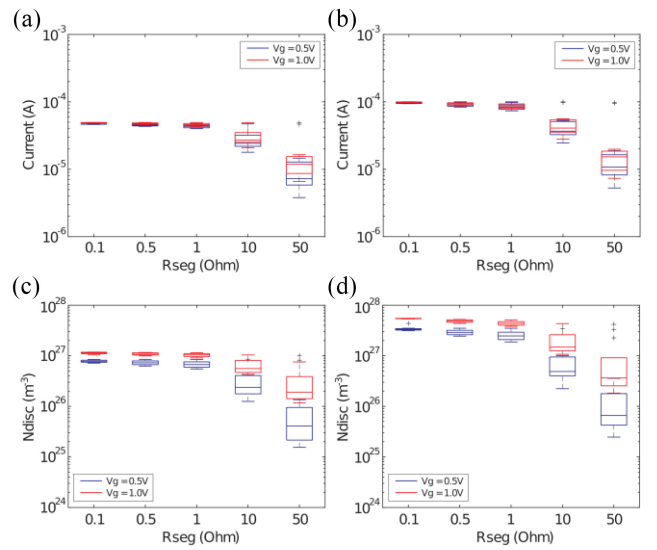 (a)
10⁻³
10⁻⁴
10⁻⁵
10⁻⁶
Current (A)
Vg=0.5V
Vg=1.0V
0.1 0.5 1 10 50
Rseg (Ohm)
(b)
10⁻³
10⁻⁴
10⁻⁵
10⁻⁶
Current (A)
Vg=0.5V
Vg=1.0V
0.1 0.5 1 10 50
Rseg (Ohm)
(c)
10²⁸
10²⁷
10²⁶
10²⁵
10²⁴
Ndisc (m⁻³)
Vg=0.5V
Vg=1.0V
0.1 0.5 1 10 50
Rseg (Ohm)
(d)
10²⁸
10²⁷
10²⁶
10²⁵
10²⁴
Ndisc (m⁻³)
Vg=0.5V
Vg=1.0V
0.1 0.5 1 10 50
Rseg (Ohm)